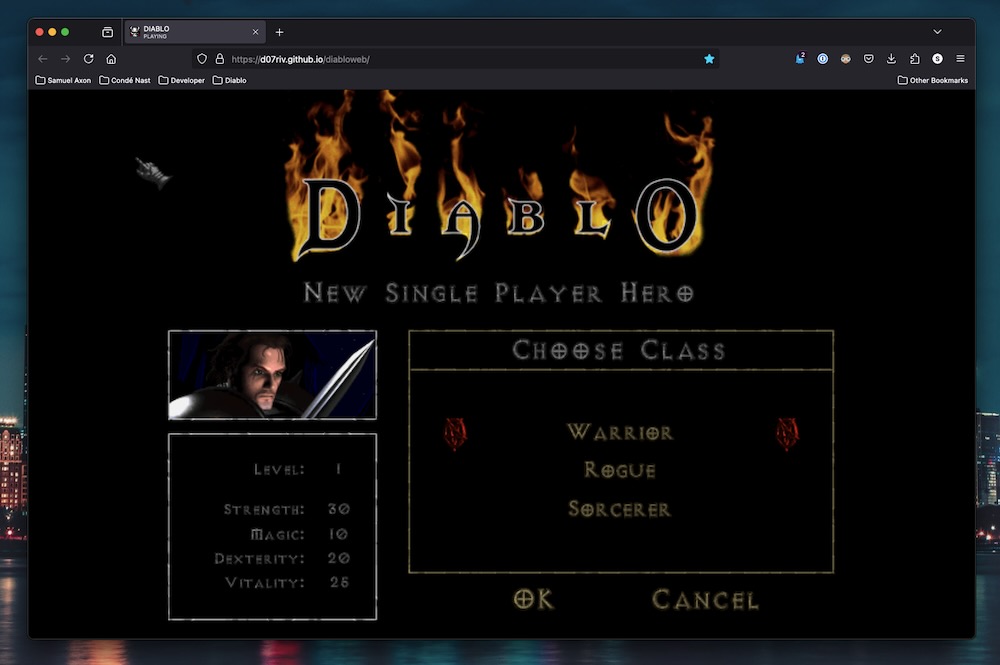 DIABLO
PLAYING
https://d07riv.github.io/diabloweb/
2
S
Samuel Axon
Condé Nast
Developer
Diablo
Other Bookmarks
DIABLO
New Single Player Hero
Choose Class
Warrior
Rogue
Sorcerer
Level: 1
Strength: 30
Magic: 10
Dexterity: 20
Vitality: 25
OK
Cancel